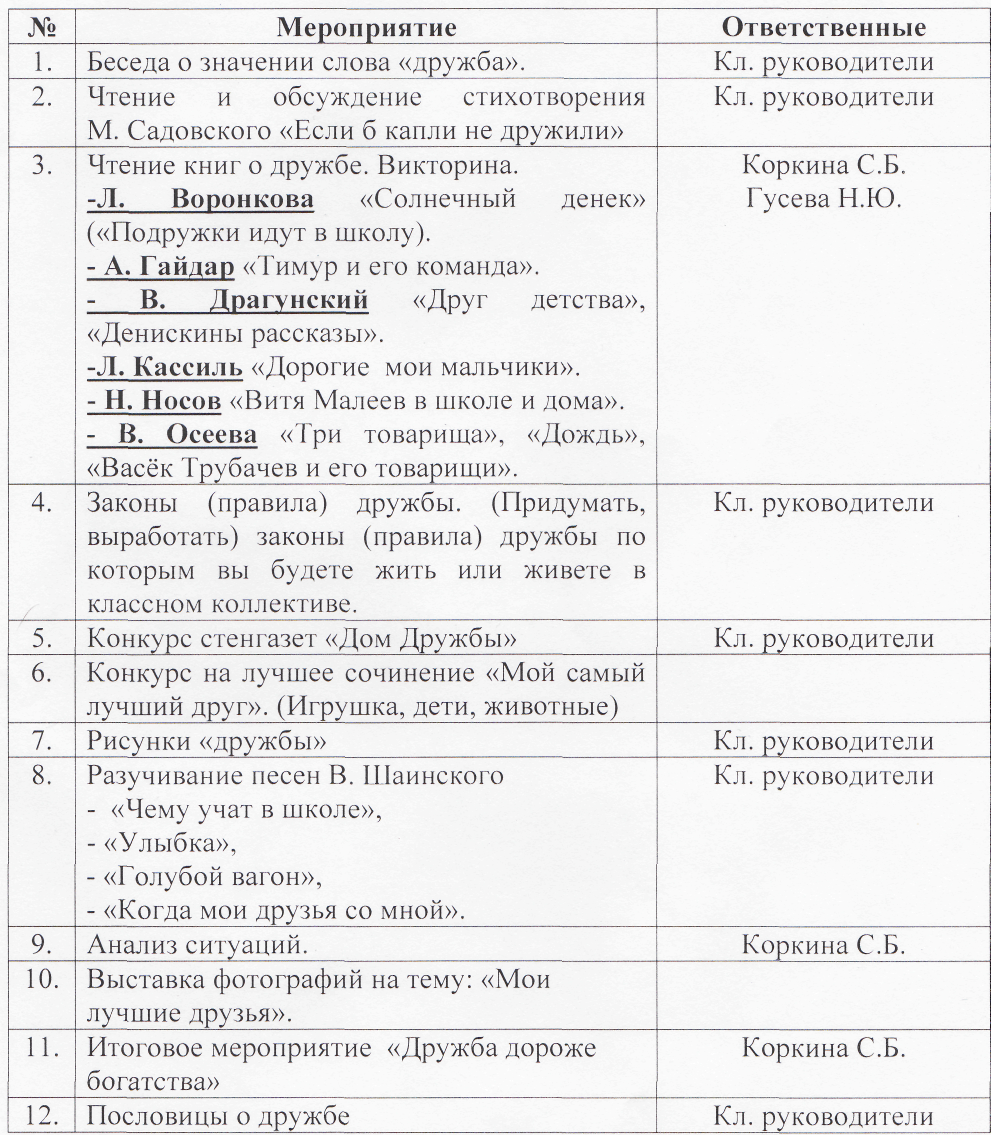 № Мероприятие Ответственные
1. Беседа о значении слова «дружба». Кл. руководители
2. Чтение и обсуждение стихотворения Кл. руководители
М. Садовского «Если б капли не дружили»
3. Чтение книг о дружбе. Викторина. Коркина С.Б.
-Л. Воронкова «Солнечный денек» Гусева Н.Ю.
(«Подружки идут в школу).
- А. Гайдар «Тимур и его команда».
- В. Драгунский «Друг детства»,
«Денискины рассказы».
-Л. Кассиль «Дорогие мои мальчики».
- Н. Носов «Витя Малеев в школе и дома».
- В. Осеева «Три товарища», «Дождь»,
«Васёк Трубачев и его товарищи».
4. Законы (правила) дружбы. (Придумать, Кл. руководители
выработать) законы (правила) дружбы по
которым вы будете жить или живете в
классном коллективе.
5. Конкурс стенгазет «Дом Дружбы» Кл. руководители
6. Конкурс на лучшее сочинение «Мой самый
лучший друг». (Игрушка, дети, животные)
7. Рисунки «дружбы» Кл. руководители
8. Разучивание песен В. Шаинского Кл. руководители
- «Чему учат в школе»,
- «Улыбка»,
- «Голубой вагон»,
- «Когда мои друзья со мной».
9. Анализ ситуаций. Коркина С.Б.
10. Выставка фотографий на тему: «Мои
лучшие друзья».
11. Итоговое мероприятие «Дружба дороже Коркина С.Б.
богатства»
12. Пословицы о дружбе Кл. руководители